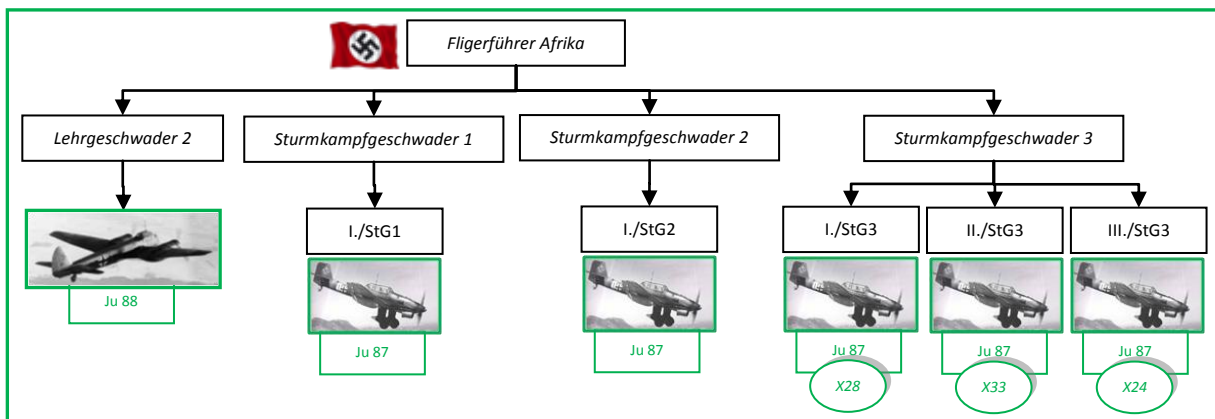 Fligerführer Afrika
Lehrgeschwader 2
Sturmkampfgeschwader 1
Sturmkampfgeschwader 2
Sturmkampfgeschwader 3
I./StG1
I./StG2
I./StG3
II./StG3
III./StG3
Ju 88
Ju 87
Ju 87
Ju 87
Ju 87
Ju 87
X28
X33
X24